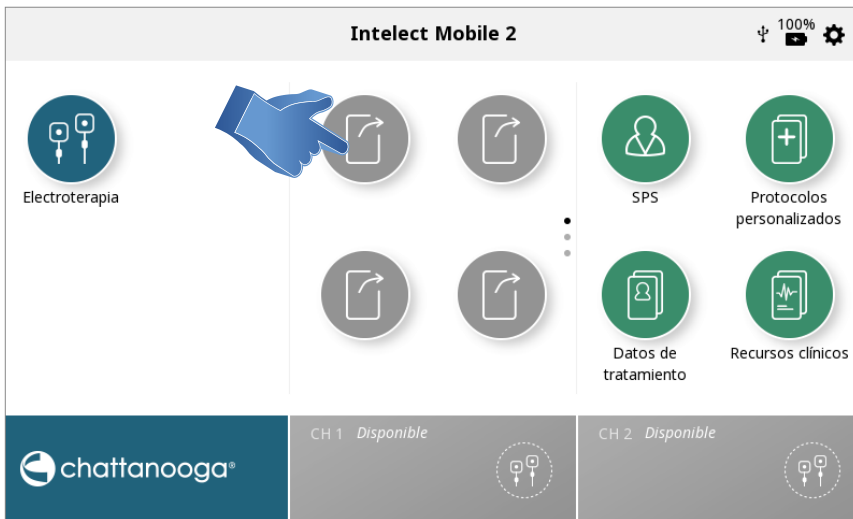 Intelect Mobile 2
100%
Electroterapia
SPS
Protocolos
personalizados
Datos de
tratamiento
Recursos clínicos
chattanooga®
CH 1 Disponible
CH 2 Disponible